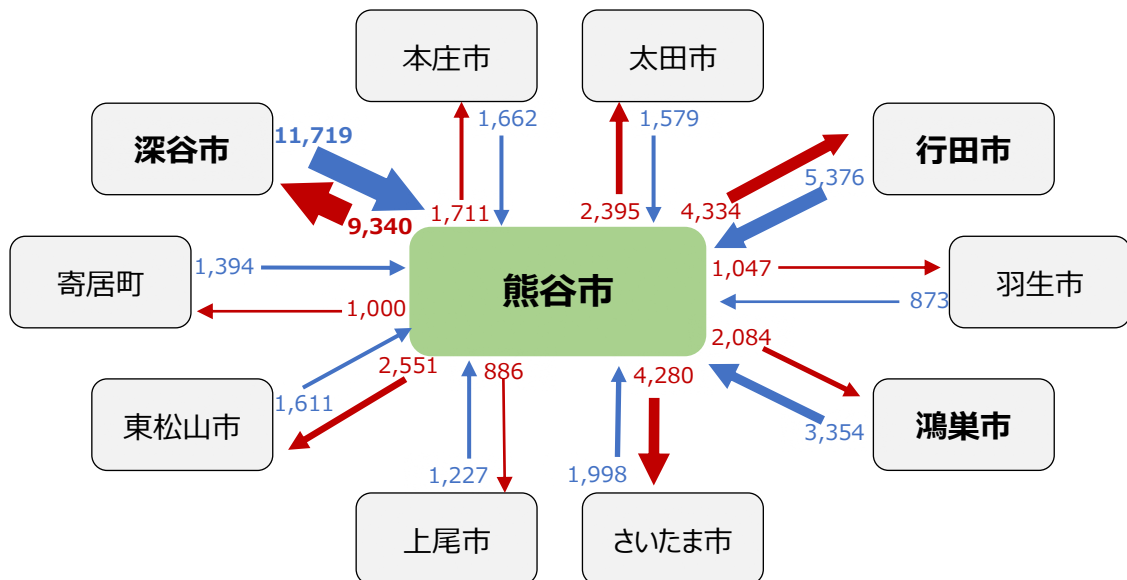 本庄市
太田市
深谷市
11,719
1,662
1,579
行田市
5,376
9,340
1,711
2,395
4,334
寄居町
1,394
1,000
熊谷市
1,047
873
羽生市
2,084
2,551
886
4,280
東松山市
1,611
3,354
鴻巣市
1,227
1,998
上尾市
さいたま市